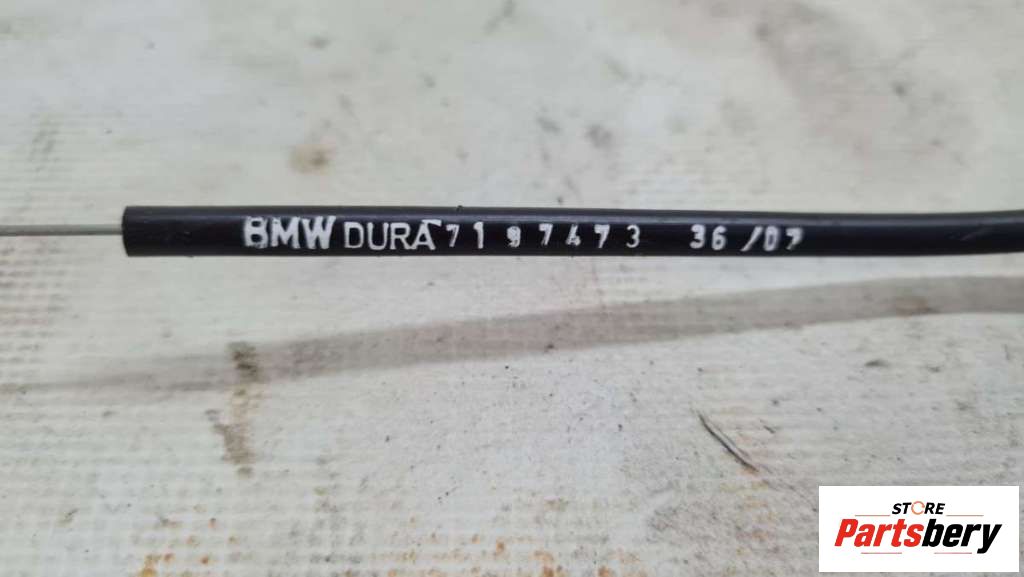 BMW DURA 7197473 36/07
STORE
Partsbery